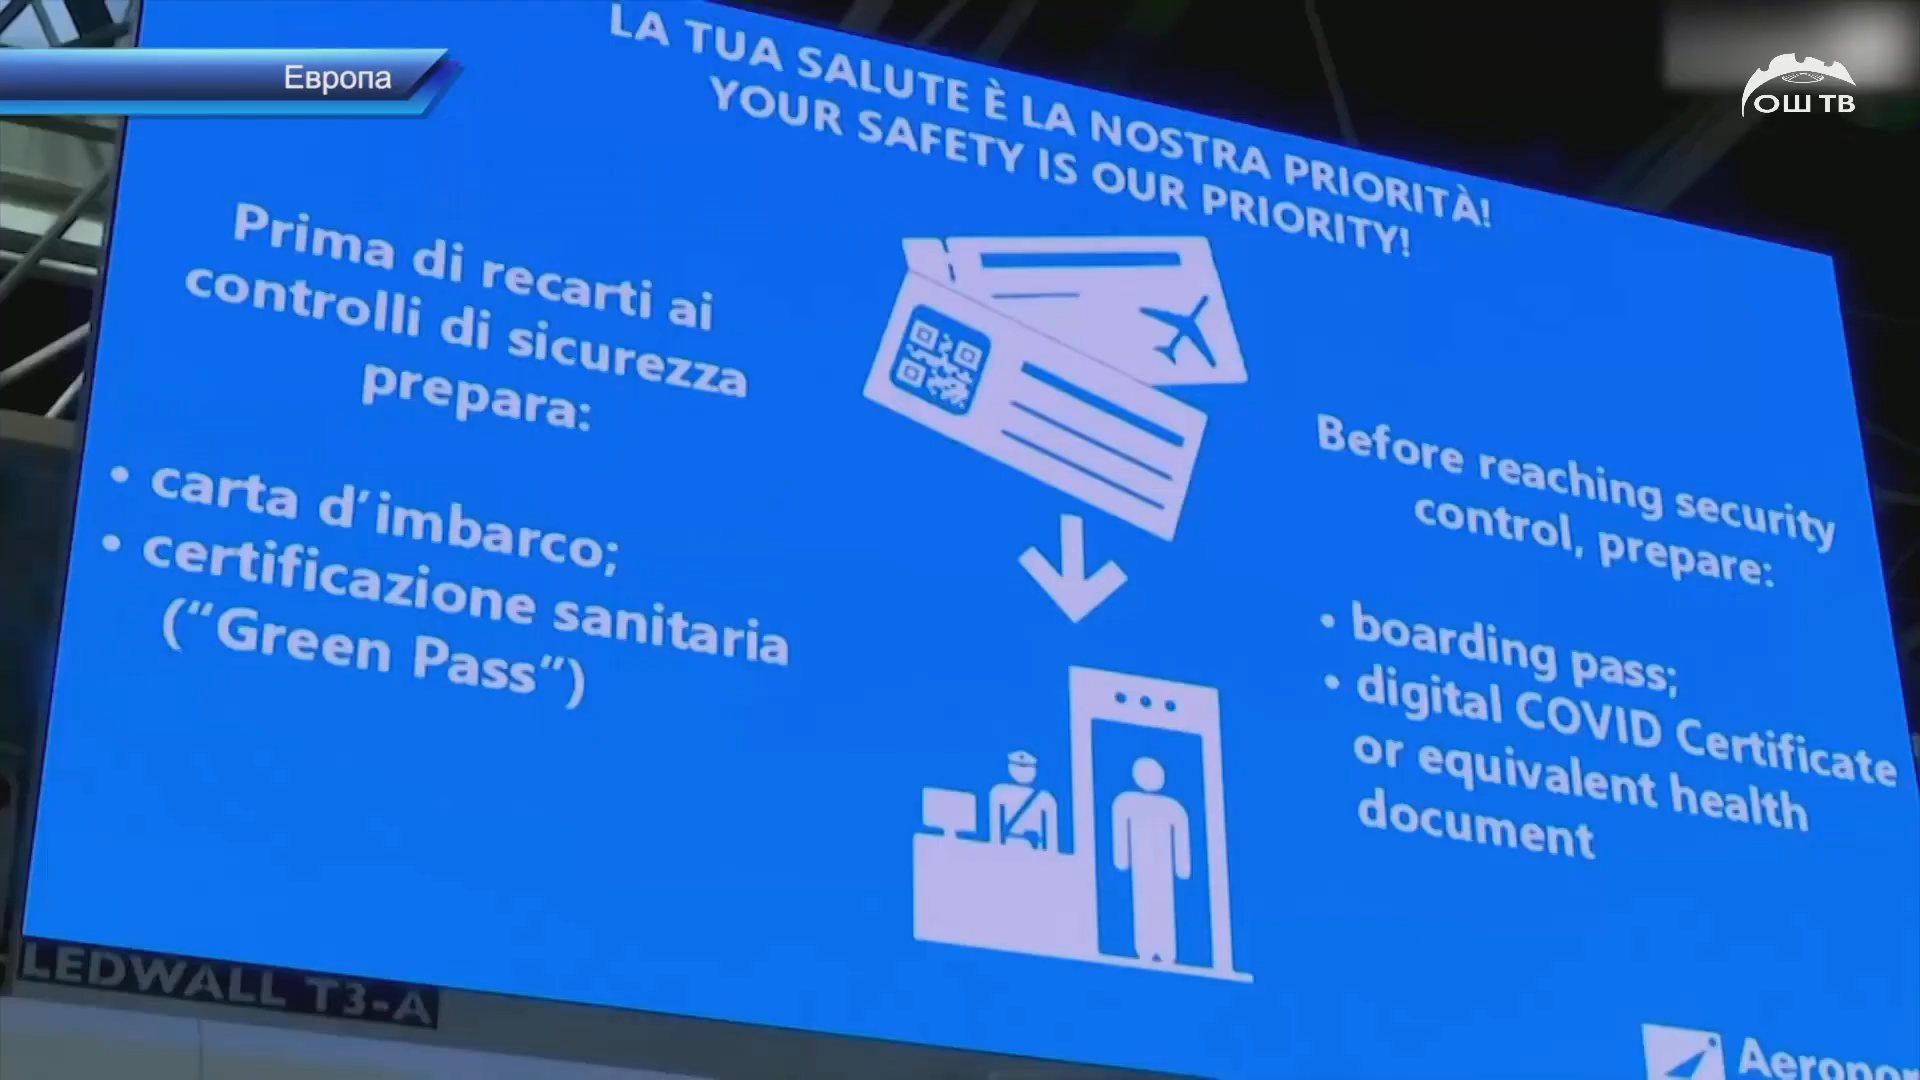 Европа
ОШ ТВ
LA TUA SALUTE È LA NOSTRA PRIORITÀ!
YOUR SAFETY IS OUR PRIORITY!
Prima di recarti ai
controlli di sicurezza
prepara:
• carta d’imbarco;
• certificazione sanitaria
(“Green Pass”)
Before reaching security
control, prepare:
• boarding pass;
• digital COVID Certificate
or equivalent health
document
LEDWALL T3-A